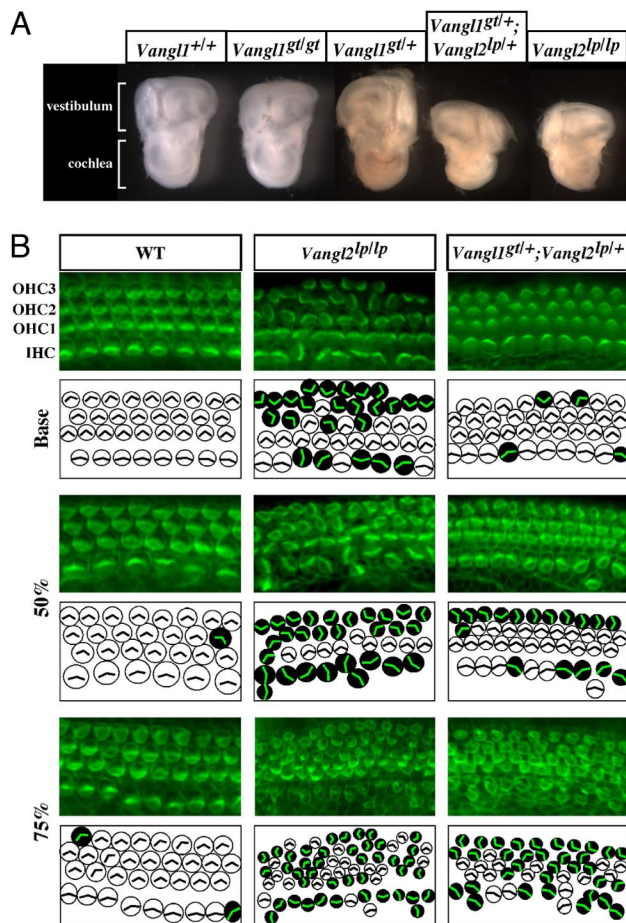 A
Vangl1+/+
Vangl1gt/gt
Vangl1gt/+
Vangl1gt/+;
Vangl2lp/+
Vangl2lp/lp
vestibulum
cochlea
B
WT
Vangl2lp/lp
Vangl1gt/+;Vangl2lp/+
OHC3
OHC2
OHC1
IHC
Base
50%
75%